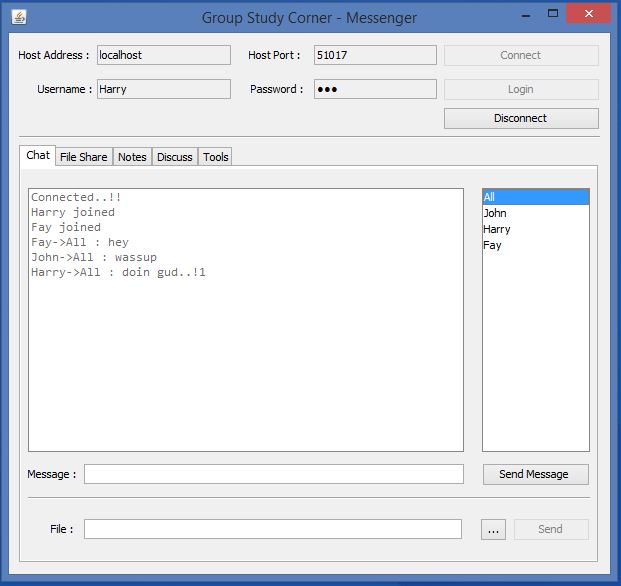 Group Study Corner - Messenger
Host Address : localhost Host Port : 51017 Connect
Username : Harry Password : ●●● Login
Disconnect
Chat File Share Notes Discuss Tools
Connected..!!
Harry joined
Fay joined
Fay->All : hey
John->All : wassup
Harry->All : doin gud..!1
All
John
Harry
Fay
Message : Send Message
File : ... Send